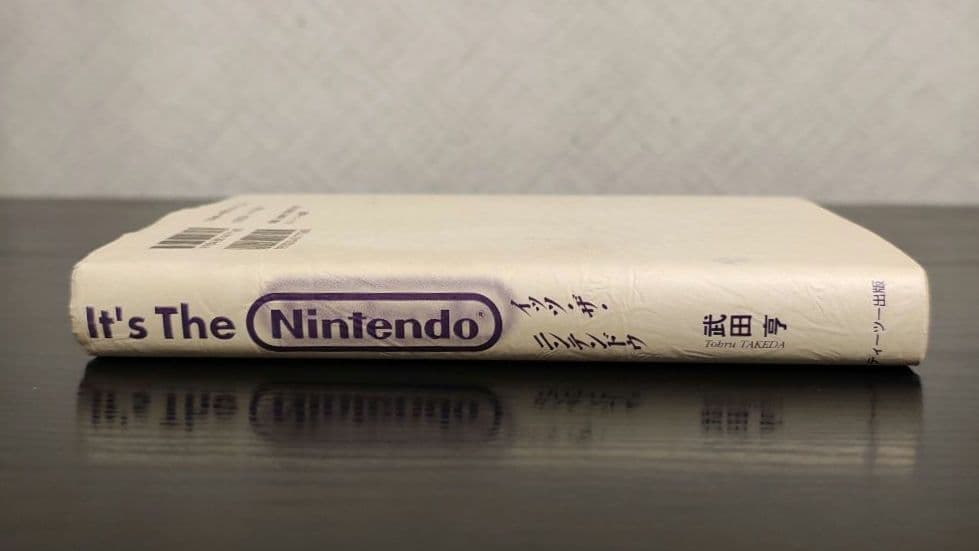 It's The Nintendo®
イッツ・ザ・
ニンテンドウ
武田亨
Tohru TAKEDA
ティーツー出版